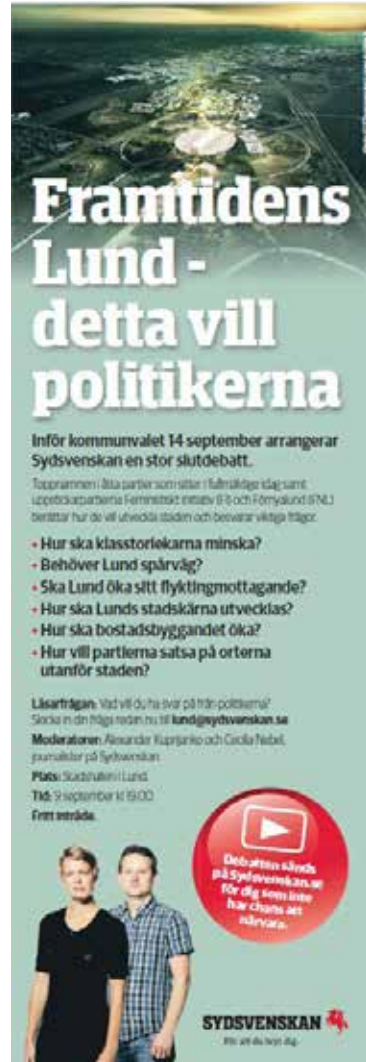 Framtidens
Lund -
detta vill
politikerna
Inför kommunvalet 14 september arrangerar
Sydsvenskan en stor slutdebatt.
Toppnamnen i åtta partier som sitter i fullmäktige idag samt
uppstickarpartierna Feministiskt initiativ (FI) och Förnyalund (FNL)
berättar hur de vill utveckla staden och besvarar viktiga frågor.
• Hur ska klasstorlekarna minska?
• Behöver Lund spårväg?
• Ska Lund öka sitt flyktingmottagande?
• Hur ska Lunds stadskärna utvecklas?
• Hur ska bostadsbyggandet öka?
• Hur vill partierna satsa på orterna
utanför staden?
Läsarfrågan: Vad vill du ha svar på från politikerna?
Skicka in din fråga redan nu till lund@sydsvenskan.se
Moderatorer: Alexander Kuprijanko och Cecilia Nebel,
journalister på Sydsvenskan.
Plats: Stadshallen i Lund.
Tid: 9 september kl 19.00.
Fritt inträde.
Debatten sänds
på Sydsvenskan.se
för dig som inte
har chans att
närvara.
SYDSVENSKAN
För att du bryr dig.